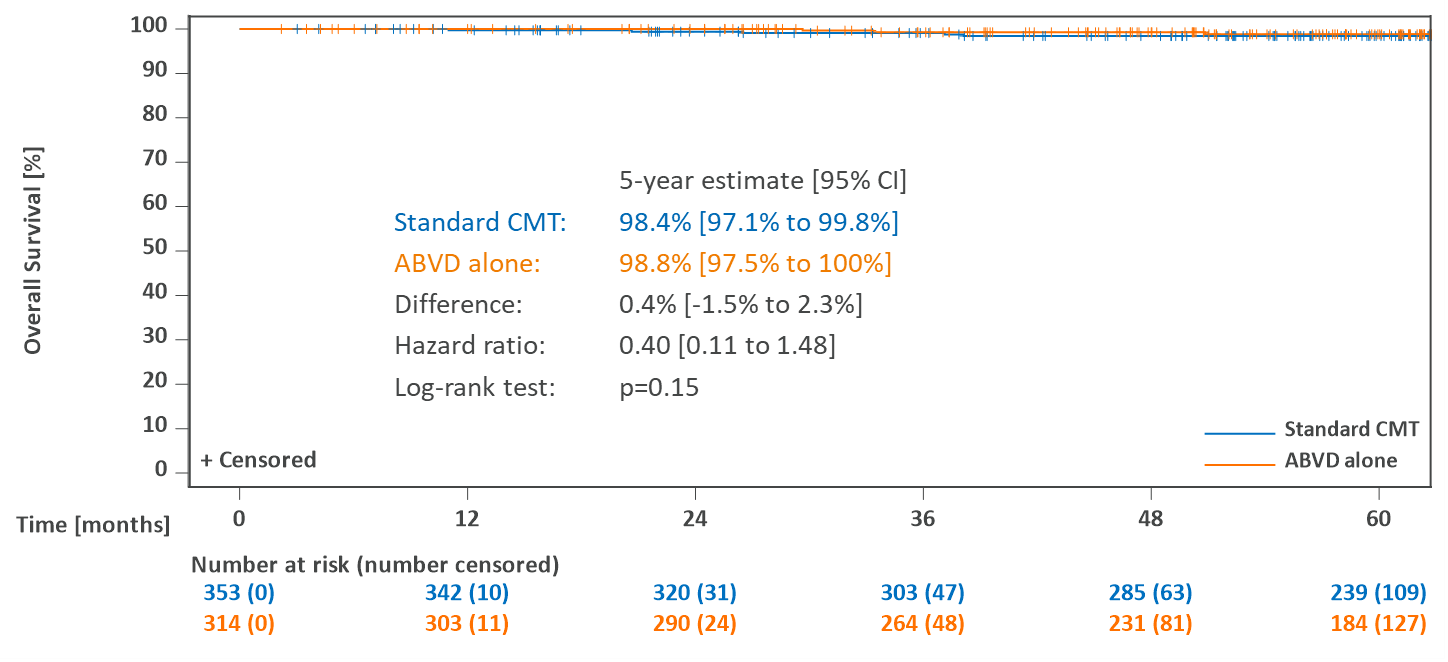 100
90
80
70
60
50
40
30
20
10
0
Overall Survival [%]
5-year estimate [95% CI]
Standard CMT: 98.4% [97.1% to 99.8%]
ABVD alone: 98.8% [97.5% to 100%]
Difference: 0.4% [-1.5% to 2.3%]
Hazard ratio: 0.40 [0.11 to 1.48]
Log-rank test: p=0.15
Standard CMT
ABVD alone
+ Censored
Time [months] 0 12 24 36 48 60
Number at risk (number censored)
353 (0) 342 (10) 320 (31) 303 (47) 285 (63) 239 (109)
314 (0) 303 (11) 290 (24) 264 (48) 231 (81) 184 (127)